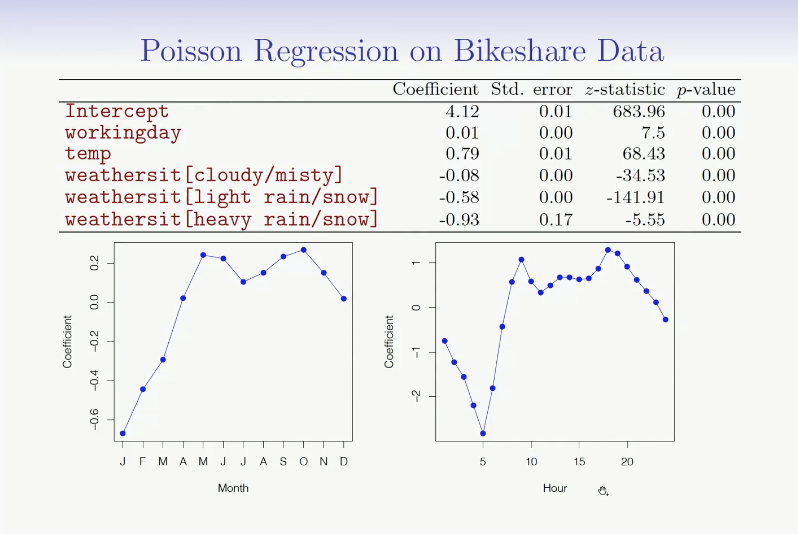 Poisson Regression on Bikeshare Data
Coefficient Std. error z-statistic p-value
Intercept 4.12 0.01 683.96 0.00
workingday 0.01 0.00 7.5 0.00
temp 0.79 0.01 68.43 0.00
weathersit[cloudy/misty] -0.08 0.00 -34.53 0.00
weathersit[light rain/snow] -0.58 0.00 -141.91 0.00
weathersit[heavy rain/snow] -0.93 0.17 -5.55 0.00
Coefficient
0.2
0.0
−0.2
−0.4
−0.6
J F M A M J J A S O N D
Month
Coefficient
1
0
−1
−2
5 10 15 20
Hour